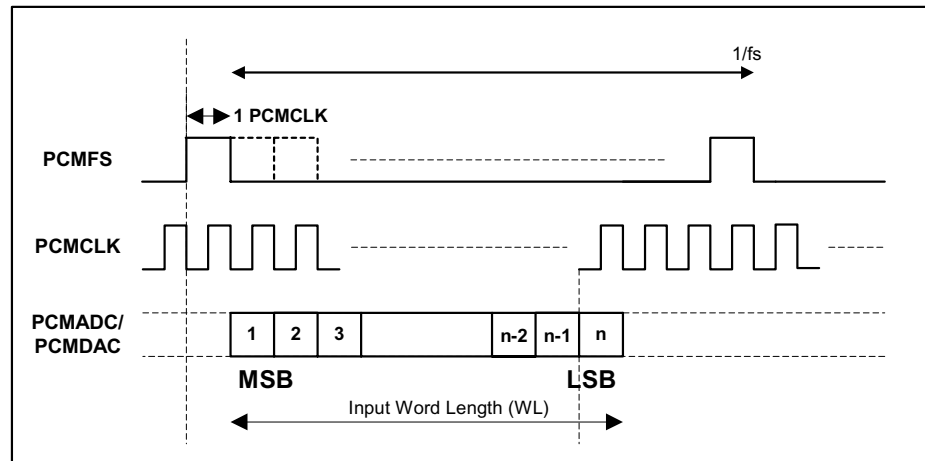 1/fs
1 PCMCLK
PCMFS
PCMCLK
PCMADC/
PCMDAC
1 2 3 n-2 n-1 n
MSB LSB
Input Word Length (WL)